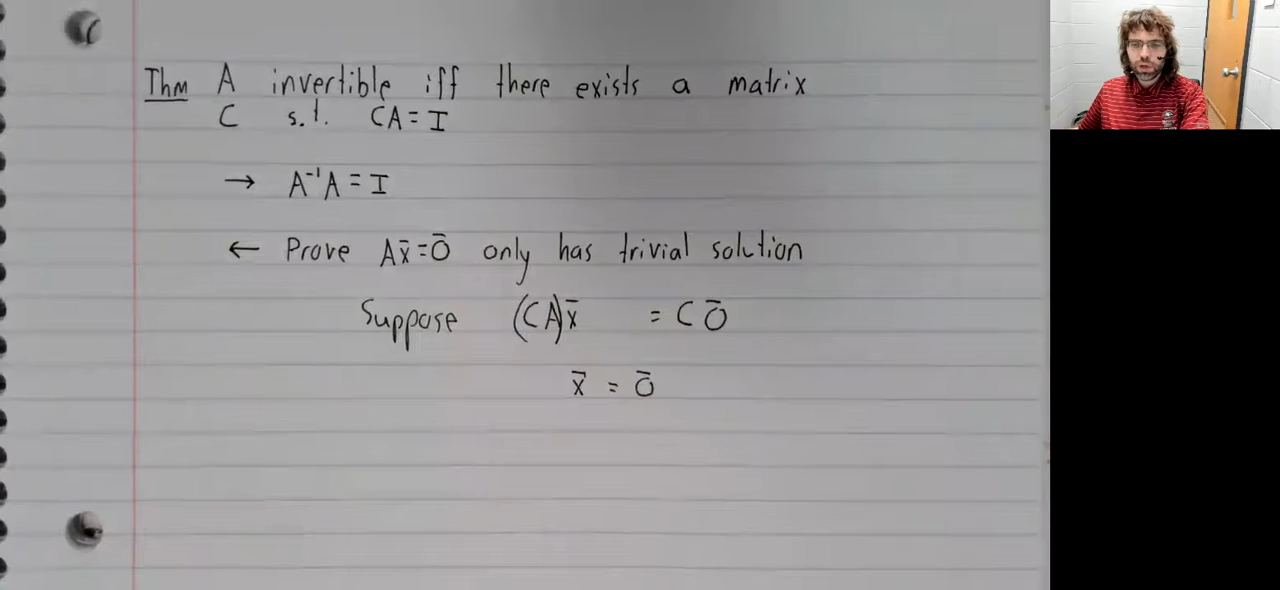 Thm A invertible iff there exists a matrix
C s.t. CA = I
→ A⁻¹A = I
← Prove Ax̄=0̄ only has trivial solution
Suppose (CA)x̄ = C0̄
x̄ = 0̄